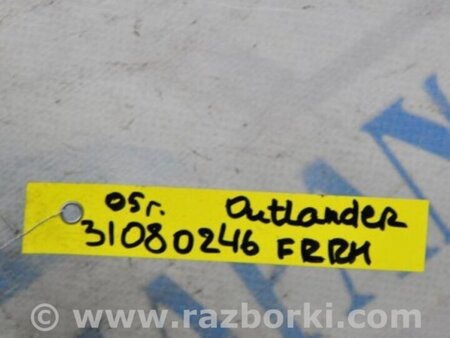 05г. Outlander
31080246 FRRH
www.razborki.com